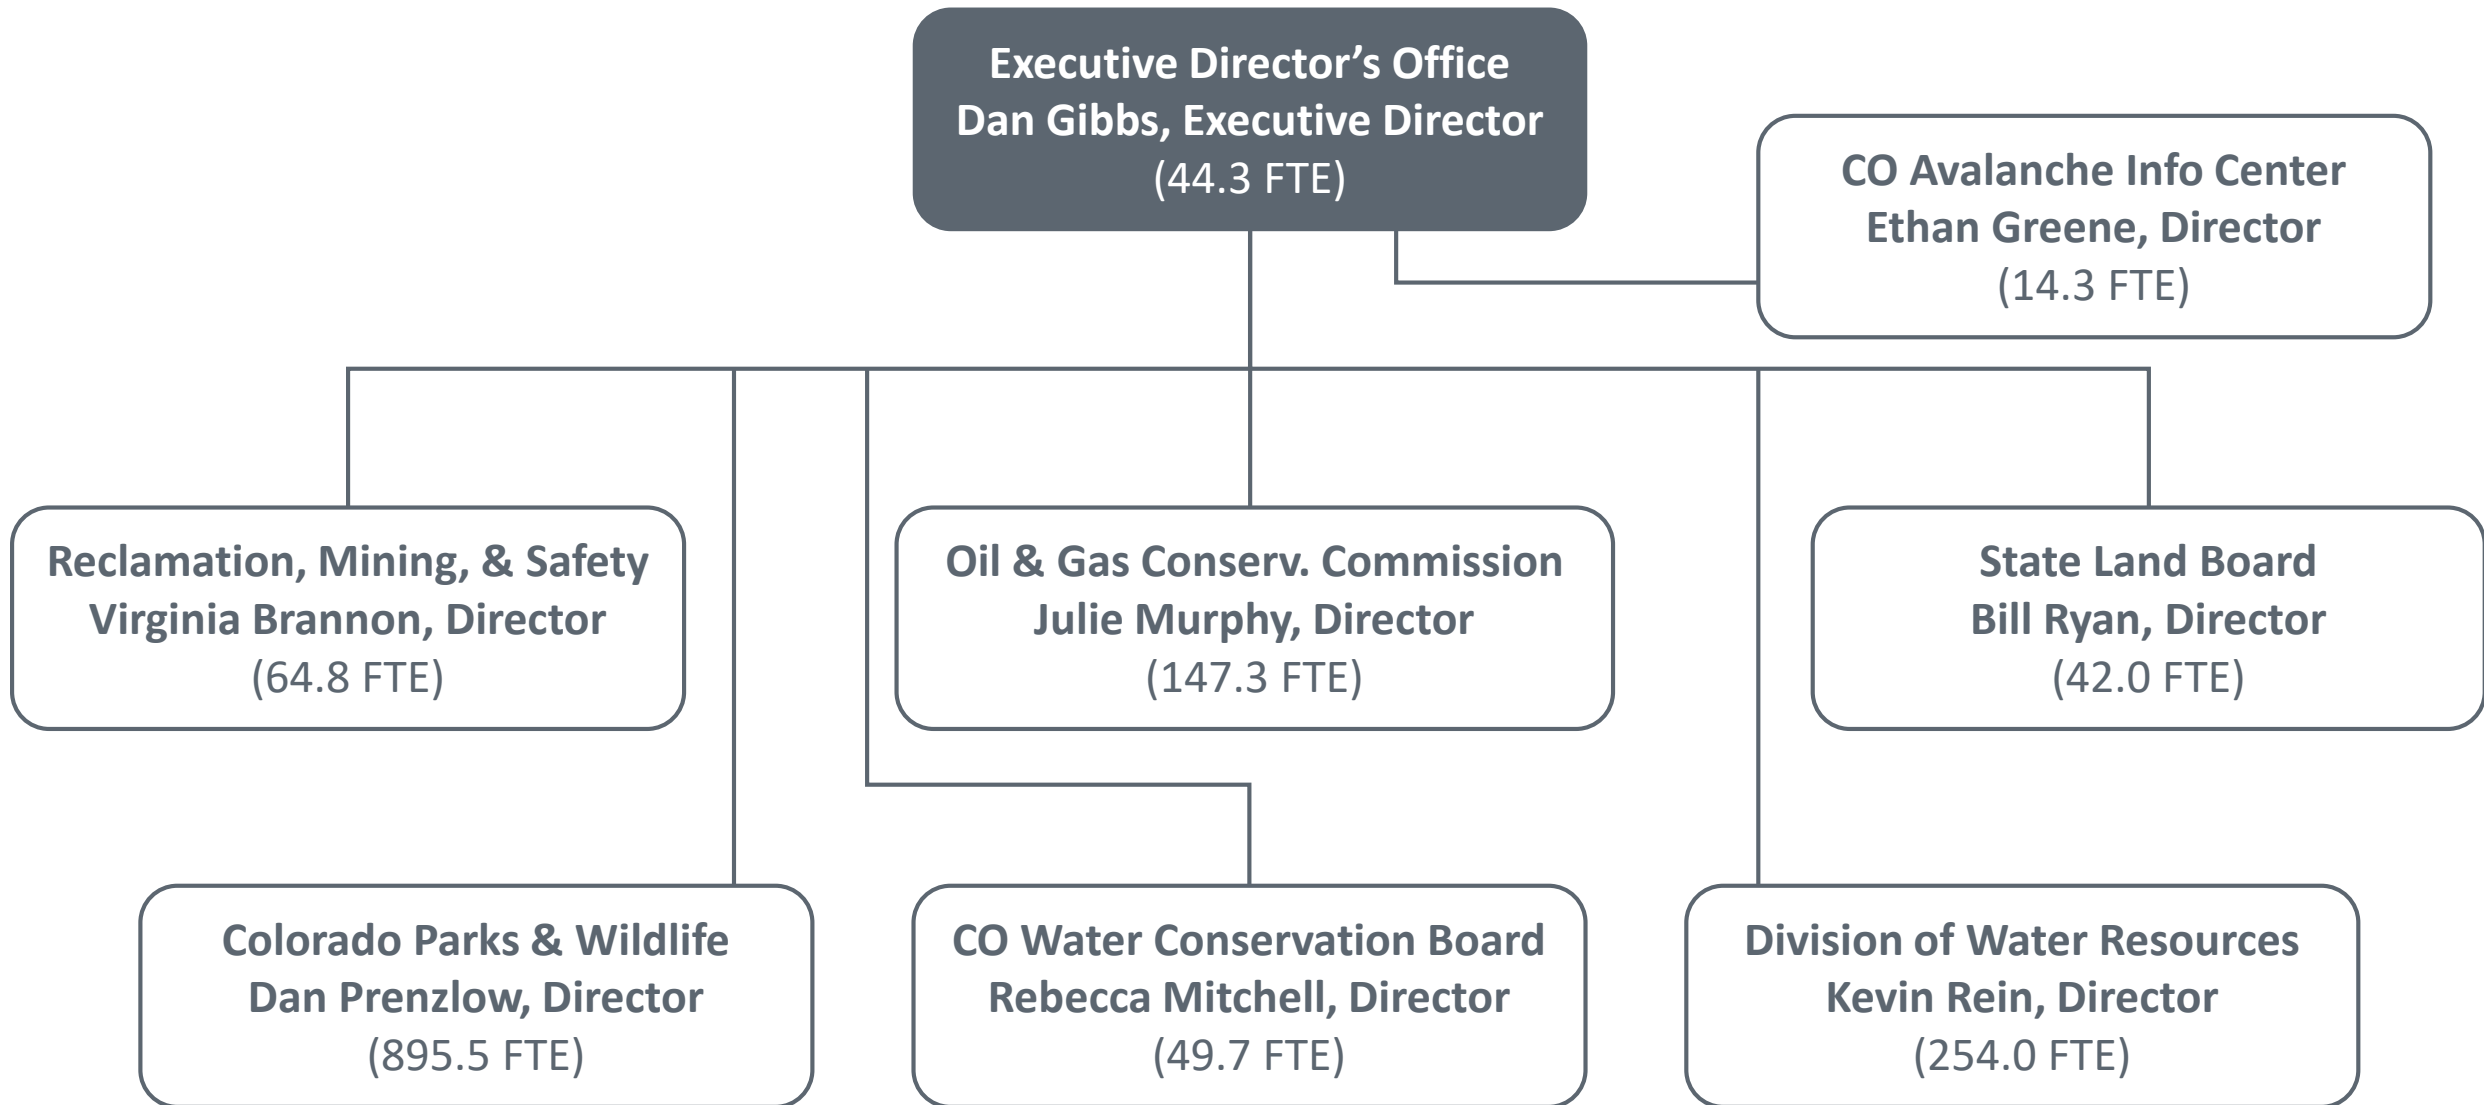 Executive Director’s Office
Dan Gibbs, Executive Director
(44.3 FTE)
CO Avalanche Info Center
Ethan Greene, Director
(14.3 FTE)
Reclamation, Mining, & Safety
Virginia Brannon, Director
(64.8 FTE)
Oil & Gas Conserv. Commission
Julie Murphy, Director
(147.3 FTE)
State Land Board
Bill Ryan, Director
(42.0 FTE)
Colorado Parks & Wildlife
Dan Prenzlow, Director
(895.5 FTE)
CO Water Conservation Board
Rebecca Mitchell, Director
(49.7 FTE)
Division of Water Resources
Kevin Rein, Director
(254.0 FTE)